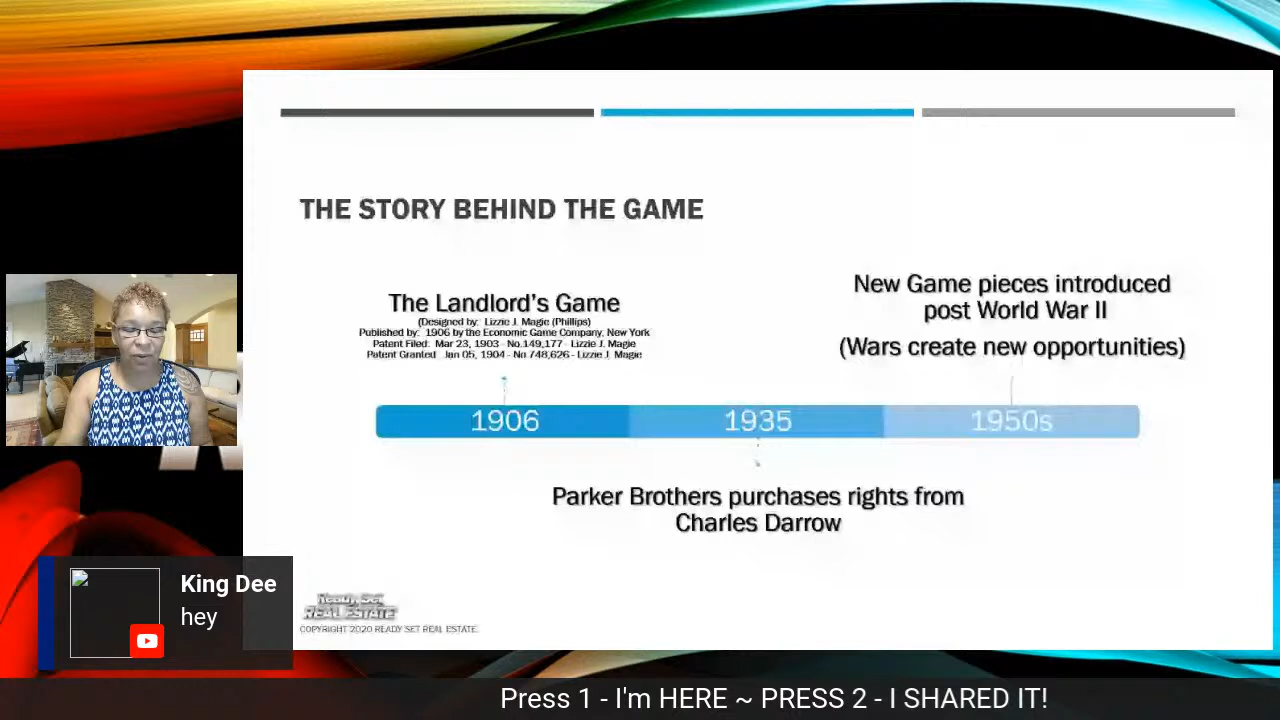 THE STORY BEHIND THE GAME
The Landlord's Game
(Designed by: Lizzie J. Magie (Phillips)
Published by: 1906 by the Economic Game Company, New York
Patent Filed: Mar 23, 1903 - No.149,177 - Lizzie J. Magie
Patent Granted Jan 05, 1904 - No 748,626 - Lizzie J. Magie
New Game pieces introduced
post World War II
(Wars create new opportunities)
1906
1935
1950s
Parker Brothers purchases rights from
Charles Darrow
Ready, Set
REAL ESTATE
COPYRIGHT 2020 READY SET REAL ESTATE
King Dee
hey
Press 1 - I'm HERE ~ PRESS 2 - I SHARED IT!